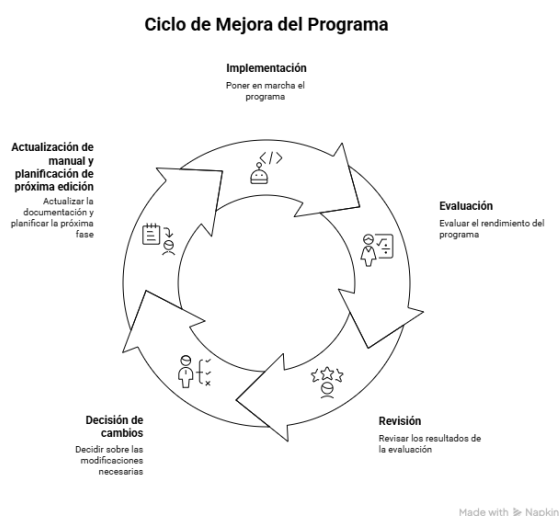 Ciclo de Mejora del Programa
Implementación
Poner en marcha el
programa
Evaluación
Evaluar el rendimiento del
programa
Revisión
Revisar los resultados de
la evaluación
Decisión de
cambios
Decidir sobre las
modificaciones
necesarias
Actualización de
manual y
planificación de
próxima edición
Actualizar la
documentación y
planificar la próxima
fase
Made with Napkin